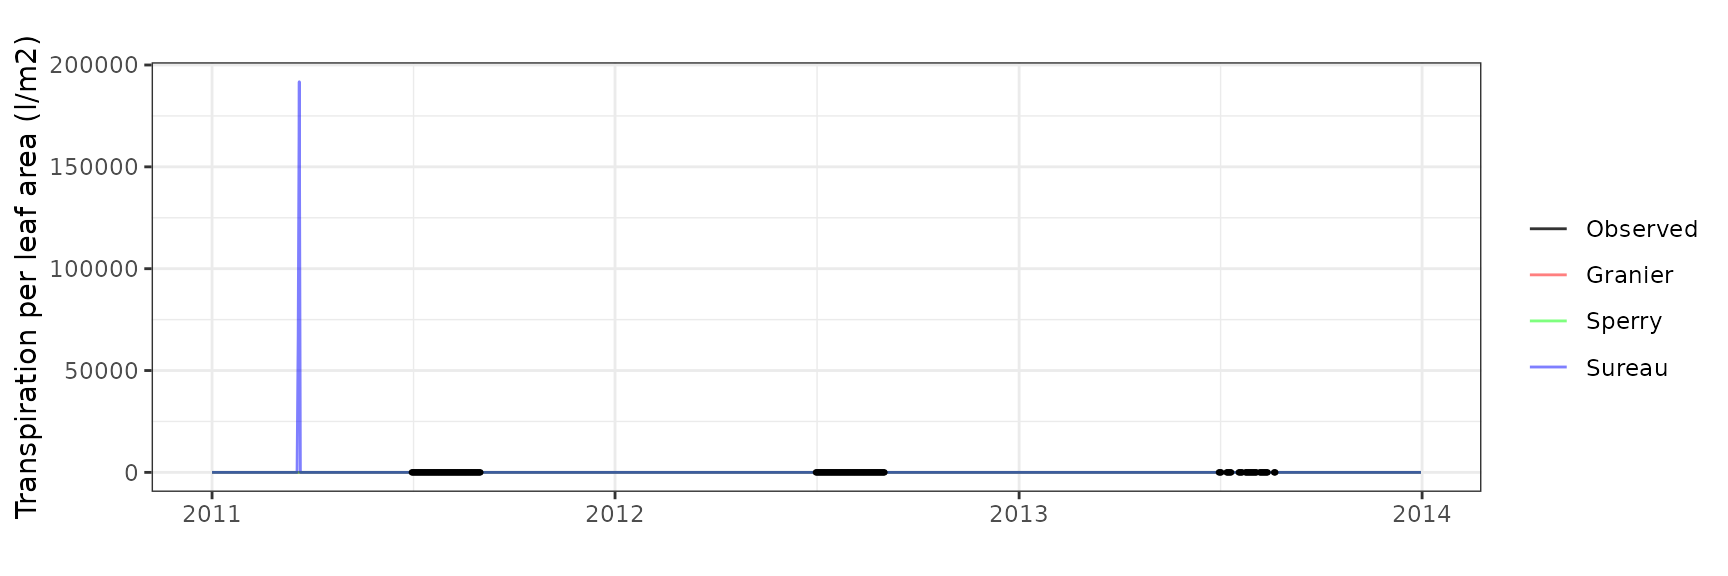 Transpiration per leaf area (l/m2)
200000
150000
100000
50000
0
2011
2012
2013
2014
Observed
Granier
Sperry
Sureau